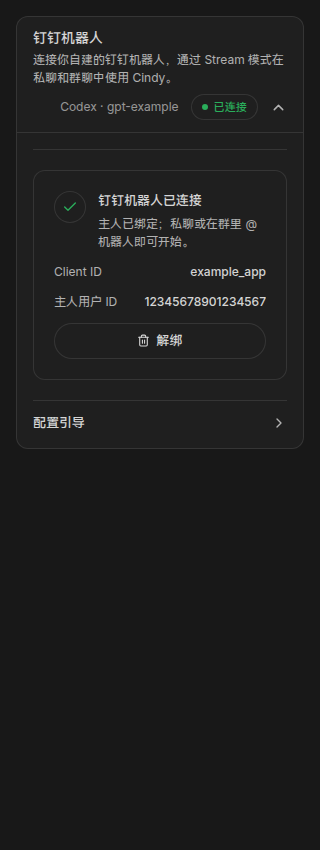 钉钉机器人
连接你自建的钉钉机器人，通过 Stream 模式在
私聊和群聊中使用 Cindy。
Codex · gpt-example
已连接
钉钉机器人已连接
主人已绑定；私聊或在群里 @
机器人即可开始。
Client ID example_app
主人用户 ID 12345678901234567
解绑
配置引导